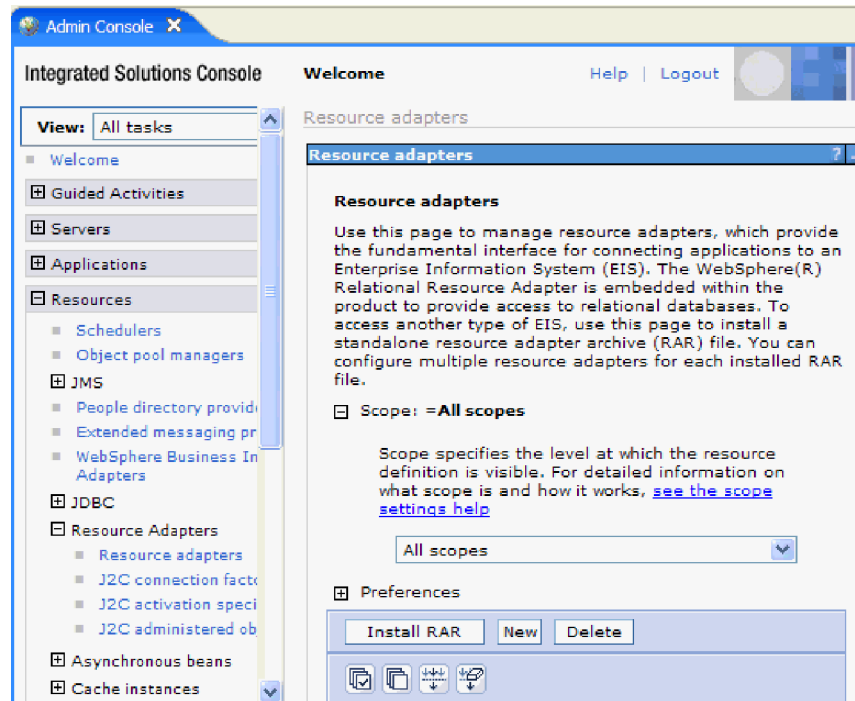 Admin Console
Integrated Solutions Console
Welcome
Help | Logout
View: All tasks
Welcome
Guided Activities
Servers
Applications
Resources
Schedulers
Object pool managers
JMS
People directory provid
Extended messaging pr
WebSphere Business In
Adapters
JDBC
Resource Adapters
Resource adapters
J2C connection facto
J2C activation speci
J2C administered ob
Asynchronous beans
Cache instances
Resource adapters
Resource adapters ?
Resource adapters
Use this page to manage resource adapters, which provide
the fundamental interface for connecting applications to an
Enterprise Information System (EIS). The WebSphere(R)
Relational Resource Adapter is embedded within the
product to provide access to relational databases. To
access another type of EIS, use this page to install a
standalone resource adapter archive (RAR) file. You can
configure multiple resource adapters for each installed RAR
file.
Scope: =All scopes
Scope specifies the level at which the resource
definition is visible. For detailed information on
what scope is and how it works, see the scope
settings help
All scopes
Preferences
Install RAR New Delete